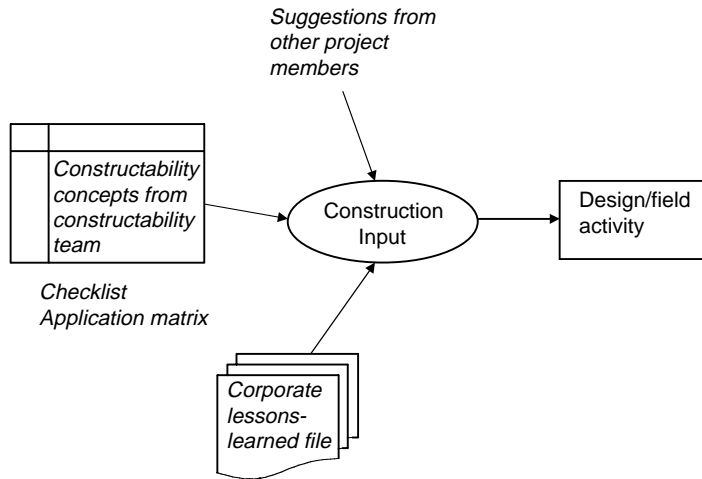 Suggestions from
other project
members
Constructability
concepts from
constructability
team
Checklist
Application matrix
Construction
Input
Design/field
activity
Corporate
lessons-
learned file